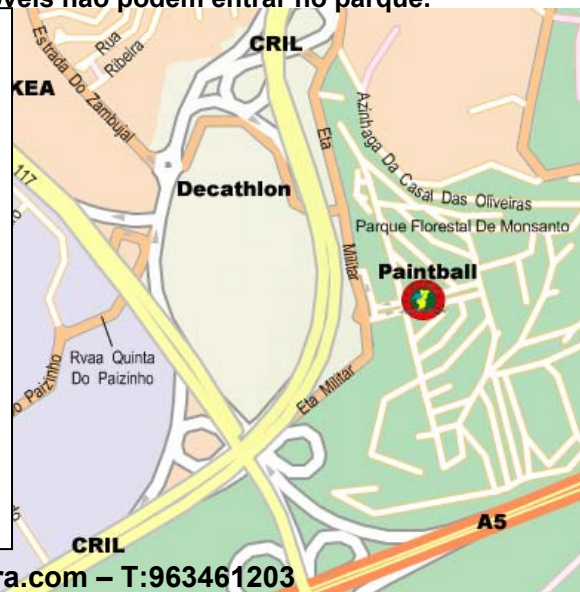 óveis não podem entrar no parque.
CRIL
Estrada Do Zambujal
Rua
Ribeira
KEA
Azinhaga Da Casal Das Oliveiras
Eta
117
Decathlon
Parque Florestal De Monsanto
Militar
Paintball
Rvaa Quinta
Do Paizinho
o Paizinho
Eta Militar
A5
CRIL
ra.com – T:963461203